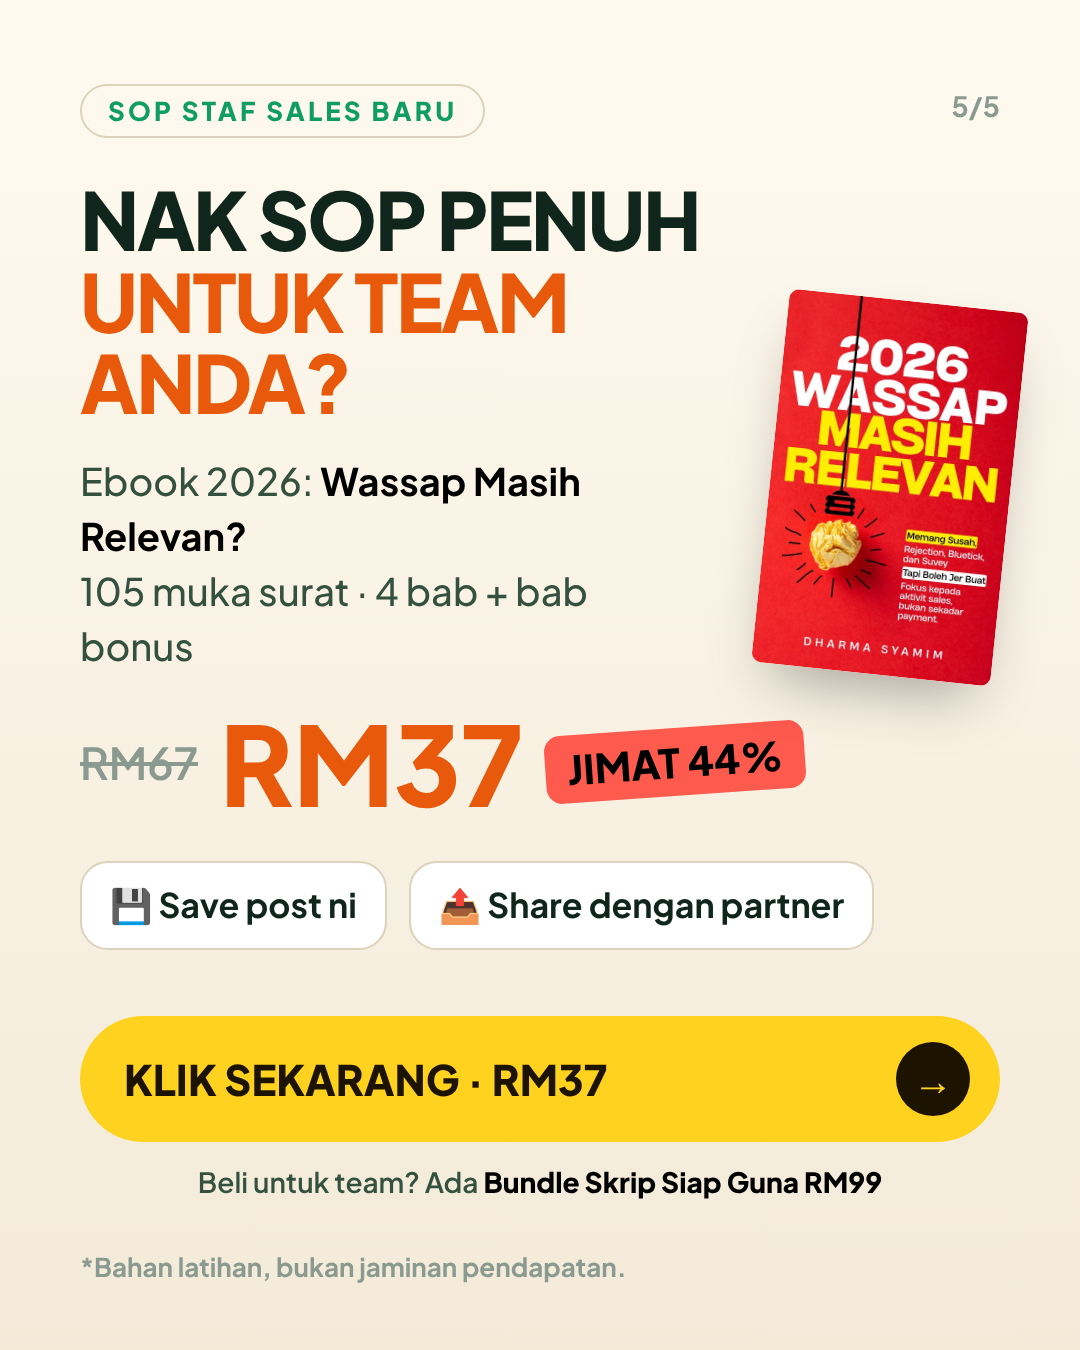 SOP STAF SALES BARU
5/5
NAK SOP PENUH
UNTUK TEAM
ANDA?
Ebook 2026: Wassap Masih
Relevan?
105 muka surat · 4 bab + bab
bonus
2026
WASSAP
MASIH
RELEVAN
Memang Susah,
Rejection, Bluetick,
dan Suvey
Tapi Boleh Jer Buat
Fokus kepada
aktivit sales,
bukan sekadar
payment.
DHARMA SYAMIM
RM67 RM37 JIMAT 44%
💾 Save post ni
📤 Share dengan partner
KLIK SEKARANG · RM37 →
Beli untuk team? Ada Bundle Skrip Siap Guna RM99
*Bahan latihan, bukan jaminan pendapatan.